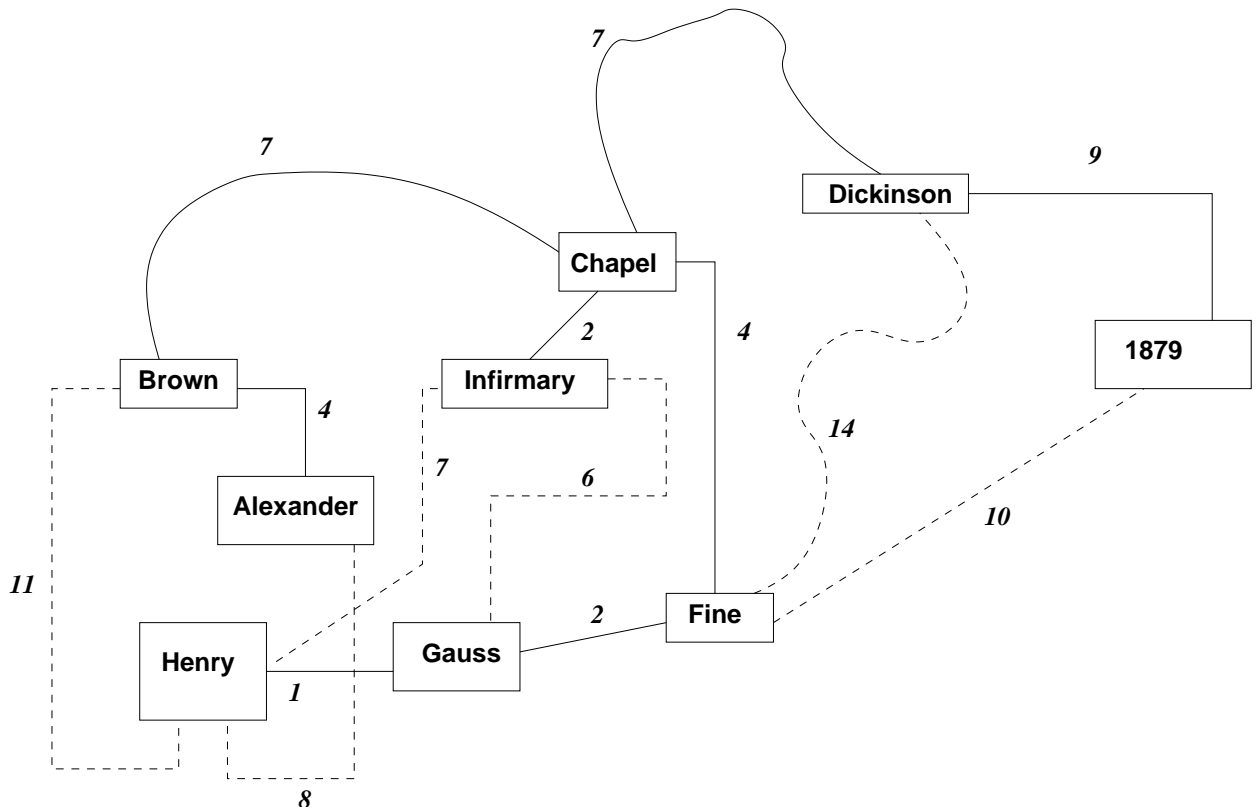 7
7
9
Dickinson
Chapel
2
4
1879
Brown
Infirmary
4
14
7
6
Alexander
10
11
2
Fine
Henry
Gauss
1
8